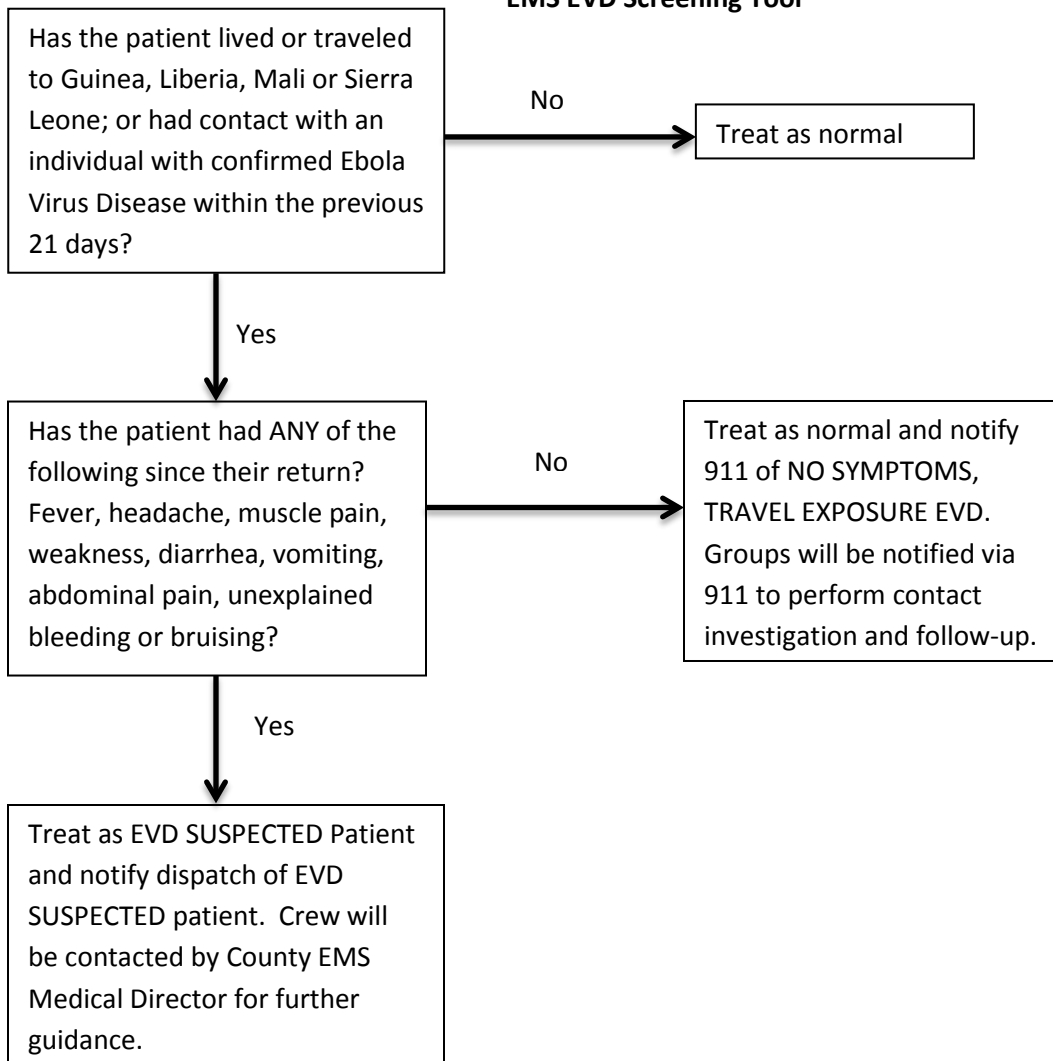 EMS EVD Screening Tool
Has the patient lived or traveled
to Guinea, Liberia, Mali or Sierra
Leone; or had contact with an
individual with confirmed Ebola
Virus Disease within the previous
21 days?
No
Treat as normal
Yes
Has the patient had ANY of the
following since their return?
Fever, headache, muscle pain,
weakness, diarrhea, vomiting,
abdominal pain, unexplained
bleeding or bruising?
No
Treat as normal and notify
911 of NO SYMPTOMS,
TRAVEL EXPOSURE EVD.
Groups will be notified via
911 to perform contact
investigation and follow-up.
Yes
Treat as EVD SUSPECTED Patient
and notify dispatch of EVD
SUSPECTED patient.  Crew will
be contacted by County EMS
Medical Director for further
guidance.